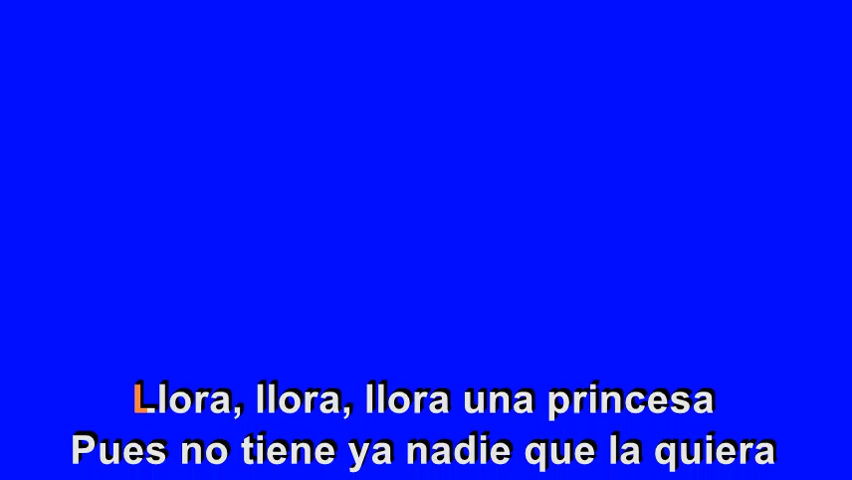 Llora, llora, llora una princesa
Pues no tiene ya nadie que la quiera